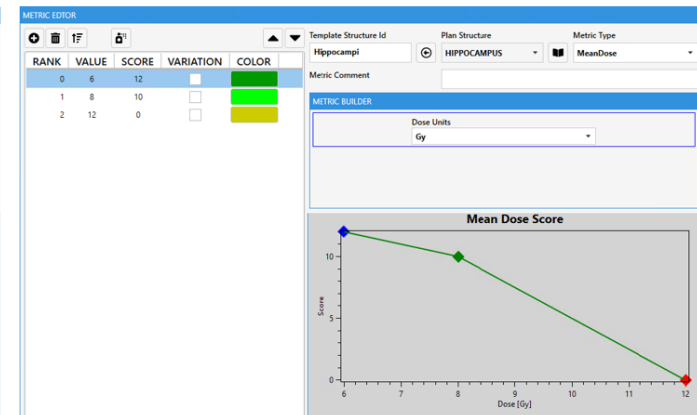 METRIC EDITOR
RANK VALUE SCORE VARIATION COLOR
0 6 12
1 8 10
2 12 0
Template Structure Id Plan Structure Metric Type
Hippocampi HIPPOCAMPUS MeanDose
Metric Comment
METRIC BUILDER
Dose Units
Gy
Mean Dose Score
10
5
0
Score
6 7 8 9 10 11 12
Dose [Gy]